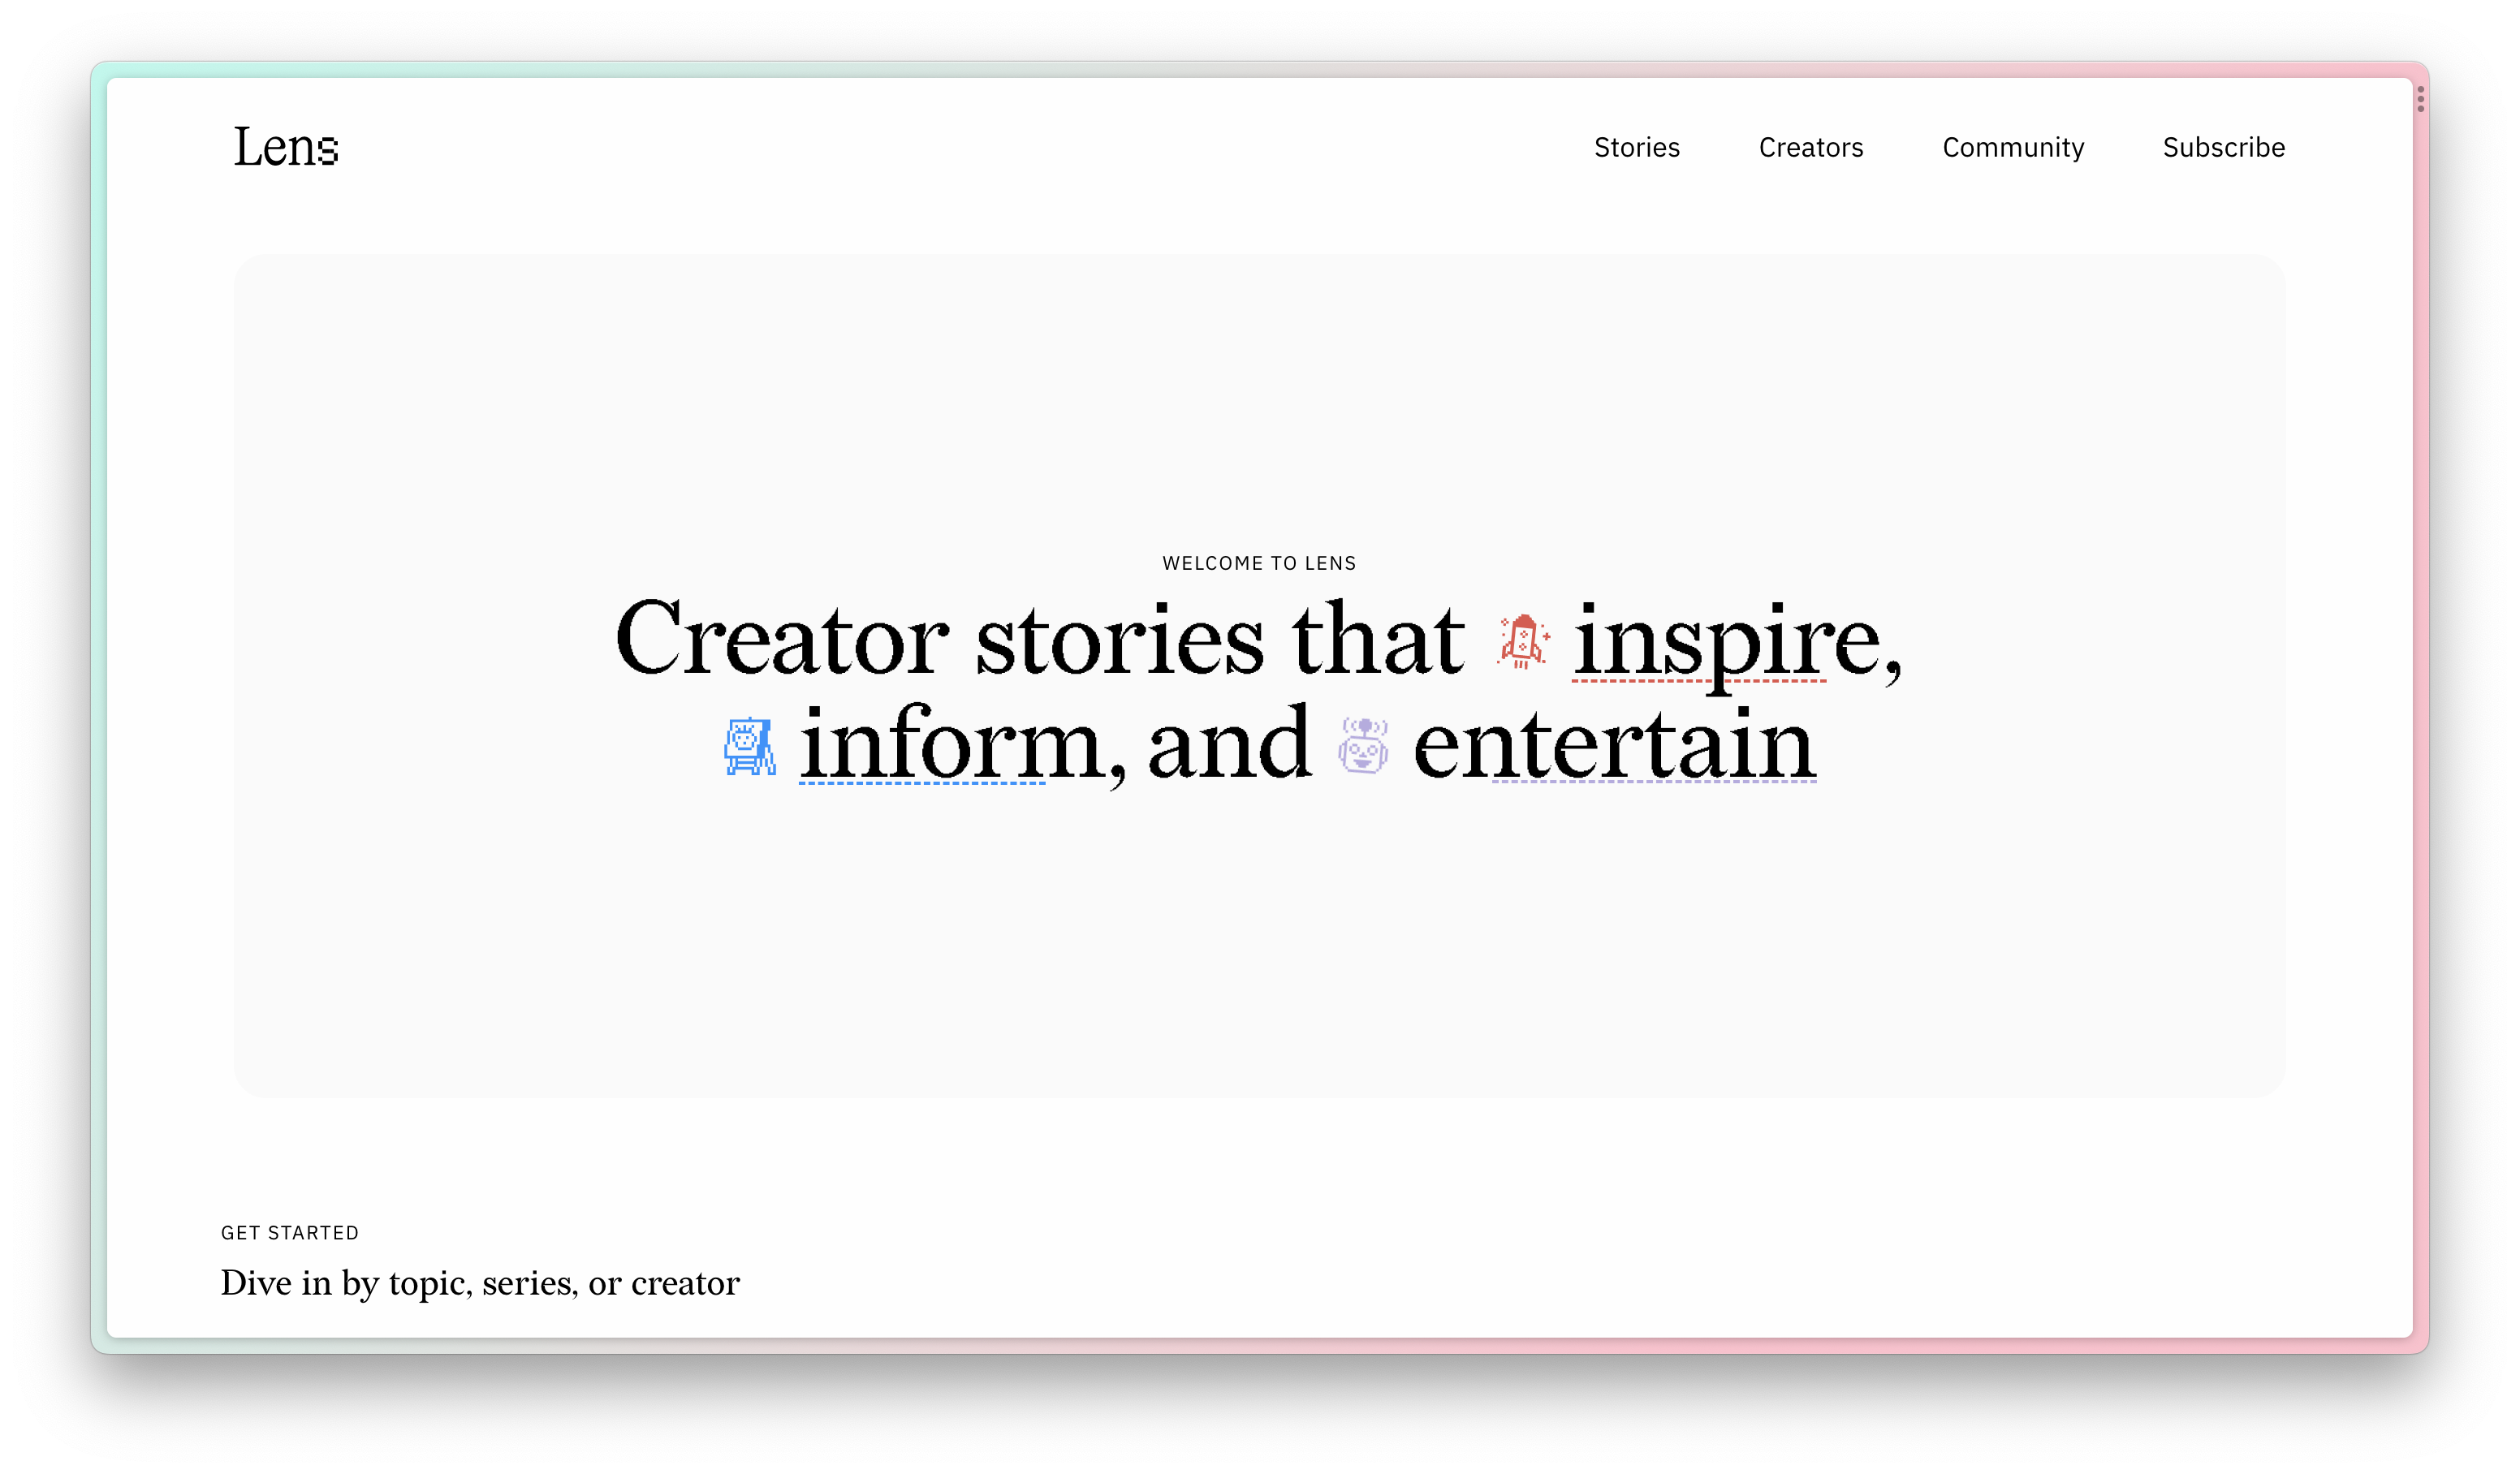 Lens
Stories Creators Community Subscribe
WELCOME TO LENS
Creator stories that inspire,
inform, and entertain
GET STARTED
Dive in by topic, series, or creator